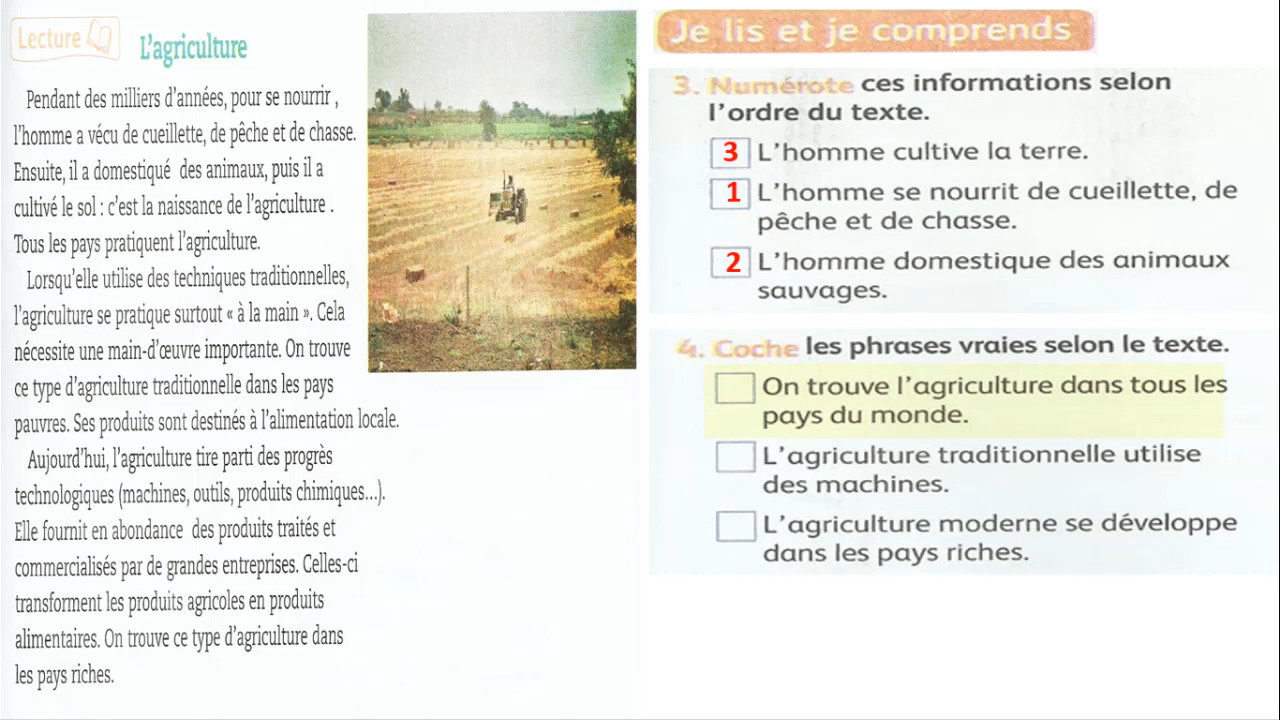 Lecture
L'agriculture
Pendant des milliers d'années, pour se nourrir ,
l'homme a vécu de cueillette, de pêche et de chasse.
Ensuite, il a domestiqué des animaux, puis il a
cultivé le sol : c'est la naissance de l'agriculture .
Tous les pays pratiquent l'agriculture.
Lorsqu'elle utilise des techniques traditionnelles,
l'agriculture se pratique surtout « à la main ». Cela
nécessite une main-d'œuvre importante. On trouve
ce type d'agriculture traditionnelle dans les pays
pauvres. Ses produits sont destinés à l'alimentation locale.
Aujourd'hui, l'agriculture tire parti des progrès
technologiques (machines, outils, produits chimiques...).
Elle fournit en abondance des produits traités et
commercialisés par de grandes entreprises. Celles-ci
transforment les produits agricoles en produits
alimentaires. On trouve ce type d'agriculture dans
les pays riches.
Je lis et je comprends
3. Numérote ces informations selon
l'ordre du texte.
3 L'homme cultive la terre.
1 L'homme se nourrit de cueillette, de
pêche et de chasse.
2 L'homme domestique des animaux
sauvages.
4. Coche les phrases vraies selon le texte.
On trouve l'agriculture dans tous les
pays du monde.
L'agriculture traditionnelle utilise
des machines.
L'agriculture moderne se développe
dans les pays riches.